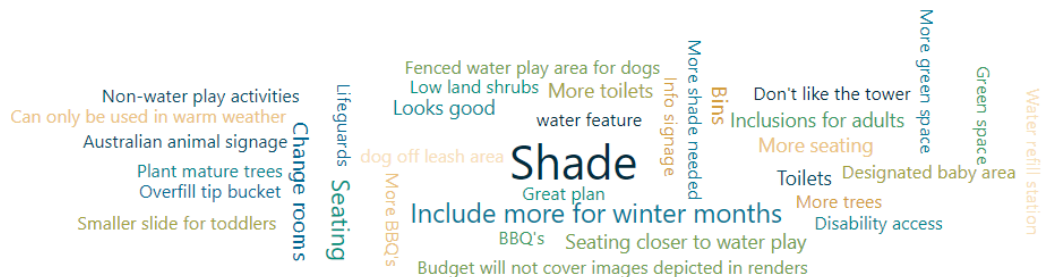 Non-water play activities
Can only be used in warm weather
Australian animal signage
Plant mature trees
Overfill tip bucket
Smaller slide for toddlers
Change rooms
Lifeguards
Seating
Fenced water play area for dogs
Low land shrubs
More toilets
Looks good
water feature
dog off leash area
Shade
More BBQ's
Great plan
Include more for winter months
BBQ's
Seating closer to water play
Budget will not cover images depicted in renders
Info signage
More shade needed
Bins
Don't like the tower
Inclusions for adults
More seating
Toilets
Designated baby area
More trees
Disability access
More green space
Green space
Water refill station